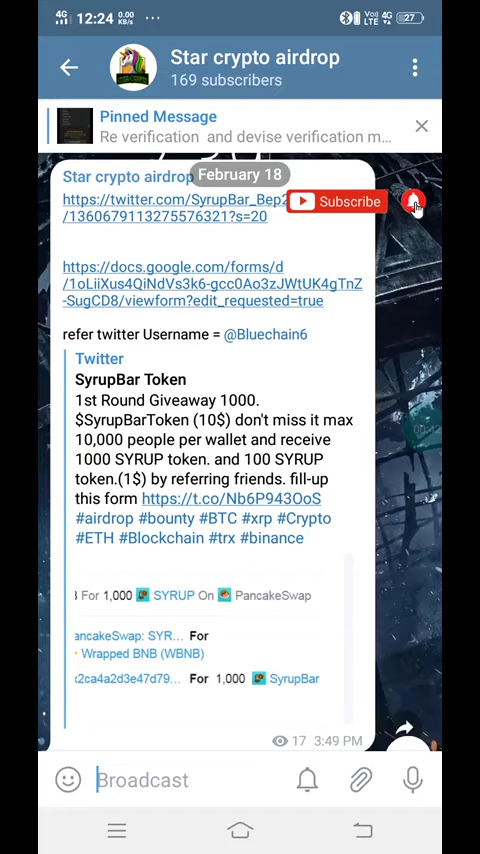 4G 12:24 0.00 KB/s ... Vo) LTE 4G 27
Star crypto airdrop
169 subscribers
Pinned Message
Re verification and devise verification m...
Star crypto airdrop
February 18
https://twitter.com/SyrupBar_Bep2
/1360679113275576321?s=20
Subscribe
https://docs.google.com/forms/d
/1oLiiXus4QiNdVs3k6-gcc0Ao3zJWtUK4gTnZ
-SugCD8/viewform?edit_requested=true
refer twitter Username = @Bluechain6
Twitter
SyrupBar Token
1st Round Giveaway 1000.
$SyrupBarToken (10$) don't miss it max
10,000 people per wallet and receive
1000 SYRUP token. and 100 SYRUP
token.(1$) by referring friends. fill-up
this form https://t.co/Nb6P943OoS
#airdrop #bounty #BTC #xrp #Crypto
#ETH #Blockchain #trx #binance
For 1,000 SYRUP On PancakeSwap
ancakeSwap: SYR... For
Wrapped BNB (WBNB)
2ca4a2d3e47d79... For 1,000 SyrupBar
17 3:49 PM
Broadcast